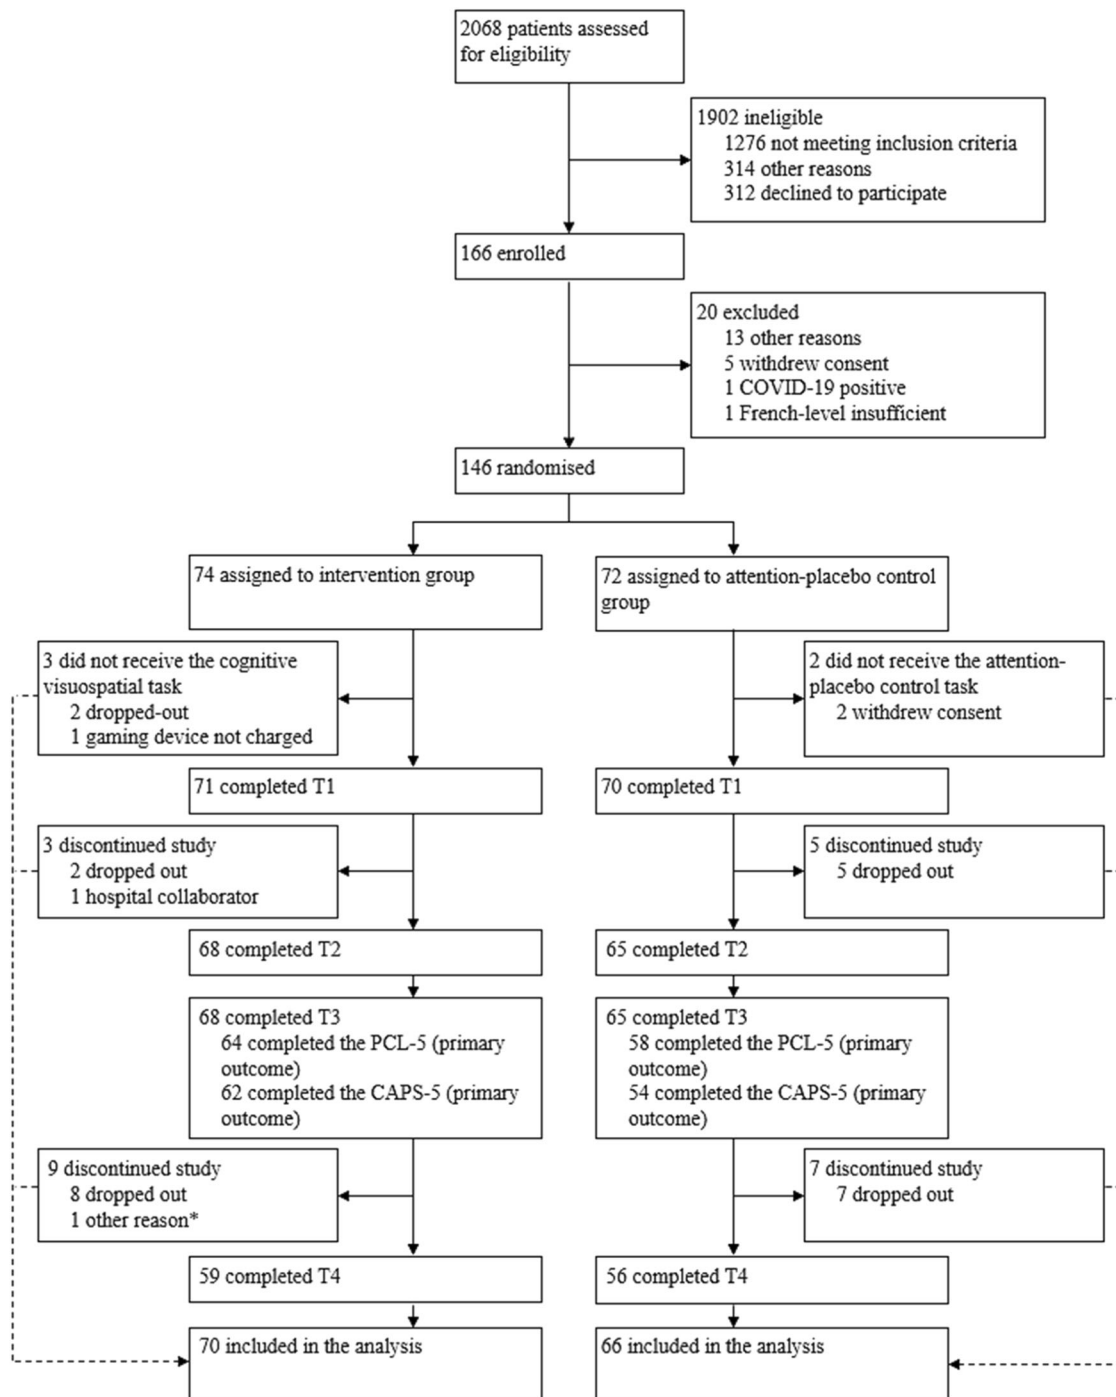 2068 patients assessed
for eligibility
1902 ineligible
1276 not meeting inclusion criteria
314 other reasons
312 declined to participate
166 enrolled
20 excluded
13 other reasons
5 withdrew consent
1 COVID-19 positive
1 French-level insufficient
146 randomised
74 assigned to intervention group
72 assigned to attention-placebo control
group
3 did not receive the cognitive
visuospatial task
2 dropped-out
1 gaming device not charged
2 did not receive the attention-
placebo control task
2 withdrew consent
71 completed T1
70 completed T1
3 discontinued study
2 dropped out
1 hospital collaborator
5 discontinued study
5 dropped out
68 completed T2
65 completed T2
68 completed T3
64 completed the PCL-5 (primary
outcome)
62 completed the CAPS-5 (primary
outcome)
65 completed T3
58 completed the PCL-5 (primary
outcome)
54 completed the CAPS-5 (primary
outcome)
9 discontinued study
8 dropped out
1 other reason*
7 discontinued study
7 dropped out
59 completed T4
56 completed T4
70 included in the analysis
66 included in the analysis